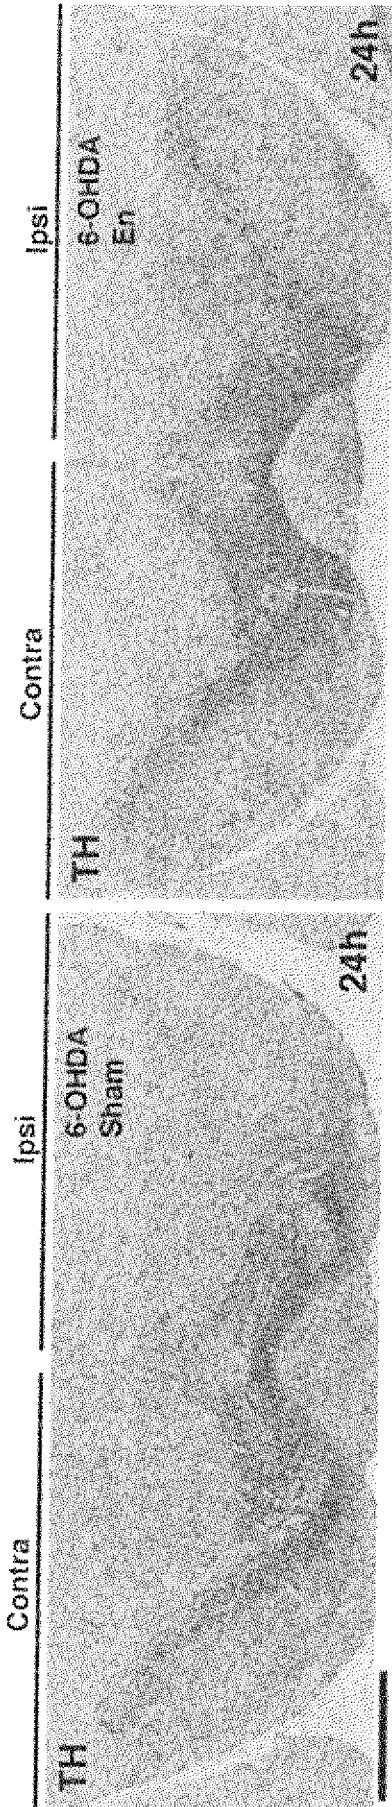 Contra
Ipsi
TH
6-OHDA
Sham
24h
Contra
Ipsi
TH
6-OHDA
En
24h